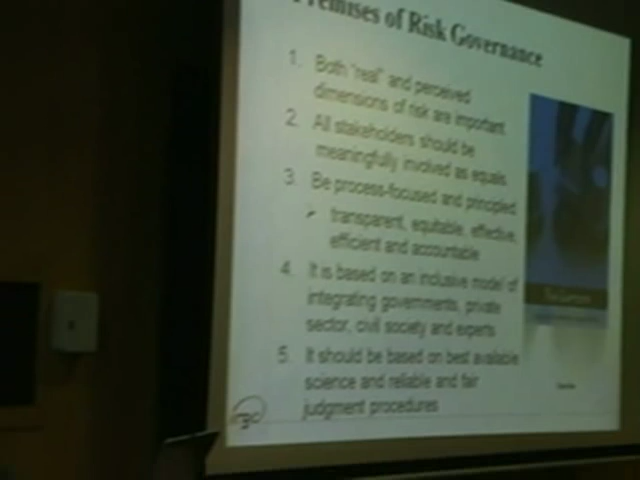 Premises of Risk Governance
1. Both "real" and perceived
dimensions of risk are important
2. All stakeholders should be
meaningfully involved as equals
3. Be process-focused and principled
transparent, equitable, effective,
efficient and accountable
4. It is based on an inclusive model of
integrating governments, private
sector, civil society and experts
5. It should be based on best available
science and reliable and fair
judgment procedures